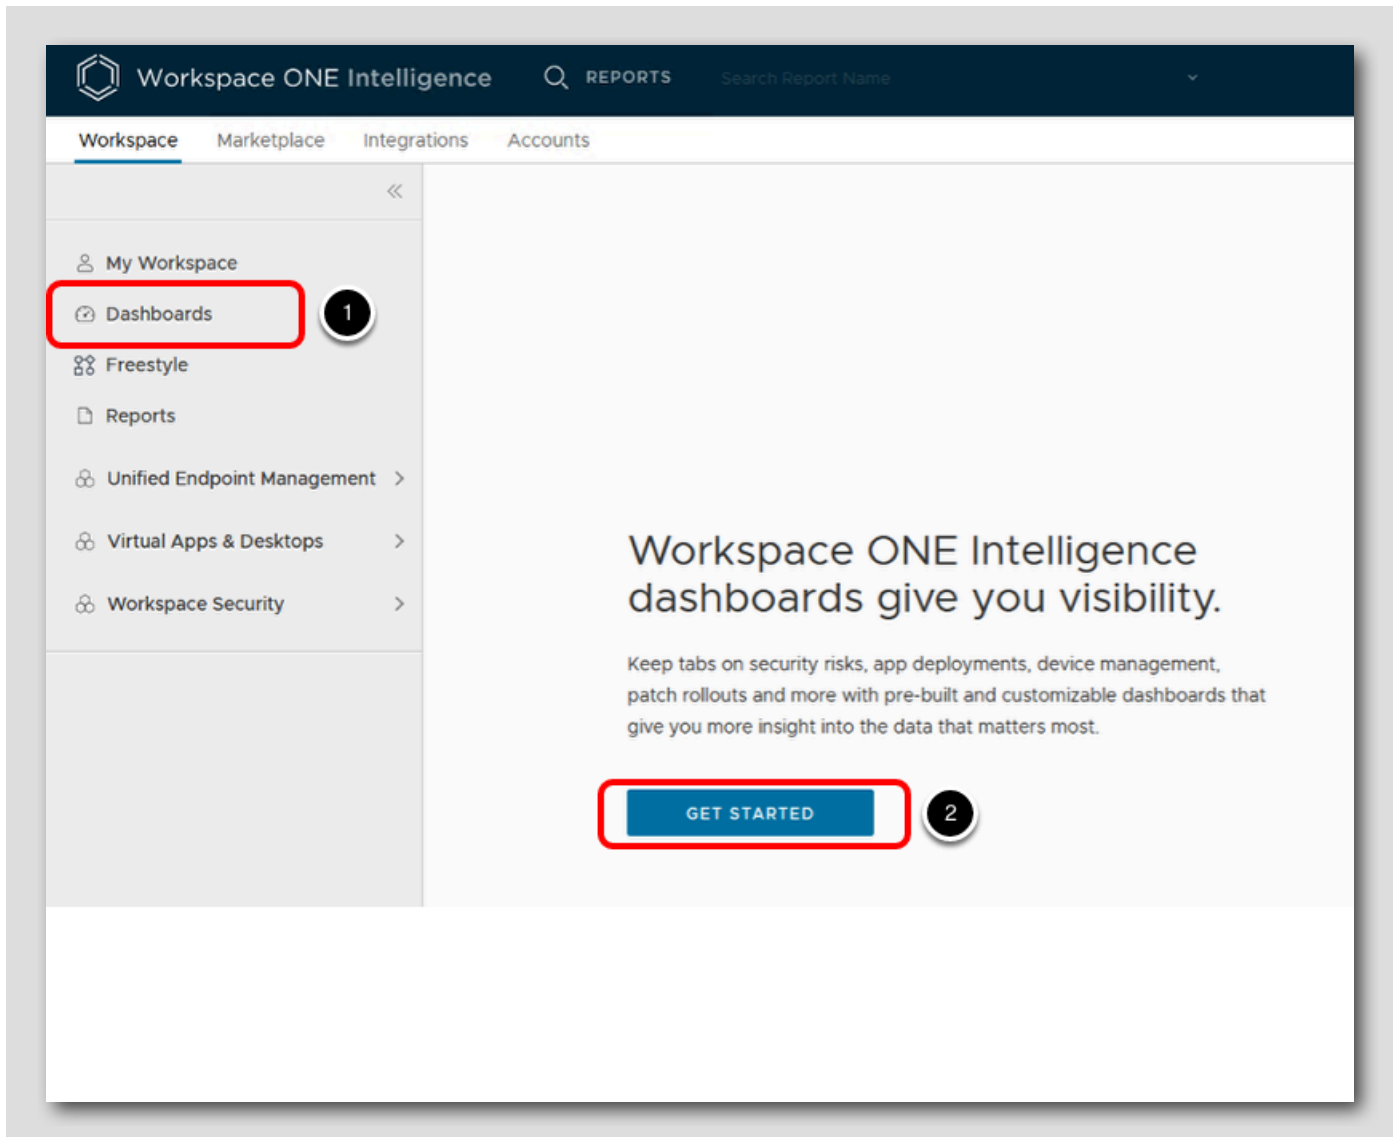 Workspace ONE Intelligence
REPORTS
Search Report Name
Workspace
Marketplace
Integrations
Accounts
My Workspace
Dashboards
1
Freestyle
Reports
Unified Endpoint Management
Virtual Apps & Desktops
Workspace Security
Workspace ONE Intelligence
dashboards give you visibility.
Keep tabs on security risks, app deployments, device management,
patch rollouts and more with pre-built and customizable dashboards that
give you more insight into the data that matters most.
GET STARTED
2